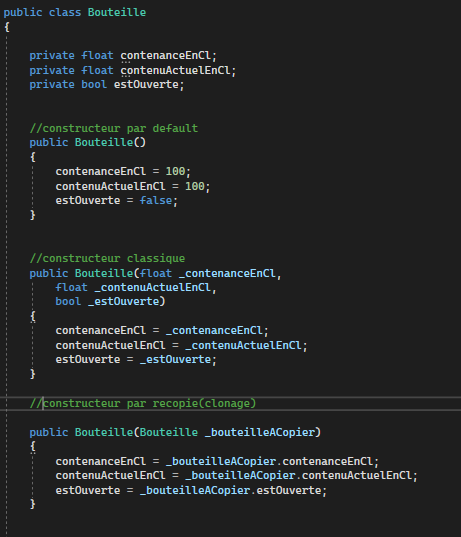 public class Bouteille
{
private float contenanceEnCl;
private float contenuActuelEnCl;
private bool estOuverte;
//constructeur par default
public Bouteille()
{
contenanceEnCl = 100;
contenuActuelEnCl = 100;
estOuverte = false;
}
//constructeur classique
public Bouteille(float _contenanceEnCl,
float _contenuActuelEnCl,
bool _estOuverte)
{
contenanceEnCl = _contenanceEnCl;
contenuActuelEnCl = _contenuActuelEnCl;
estOuverte = _estOuverte;
}
//constructeur par recopie(clonage)
public Bouteille(Bouteille _bouteilleACopier)
{
contenanceEnCl = _bouteilleACopier.contenanceEnCl;
contenuActuelEnCl = _bouteilleACopier.contenuActuelEnCl;
estOuverte = _bouteilleACopier.estOuverte;
}